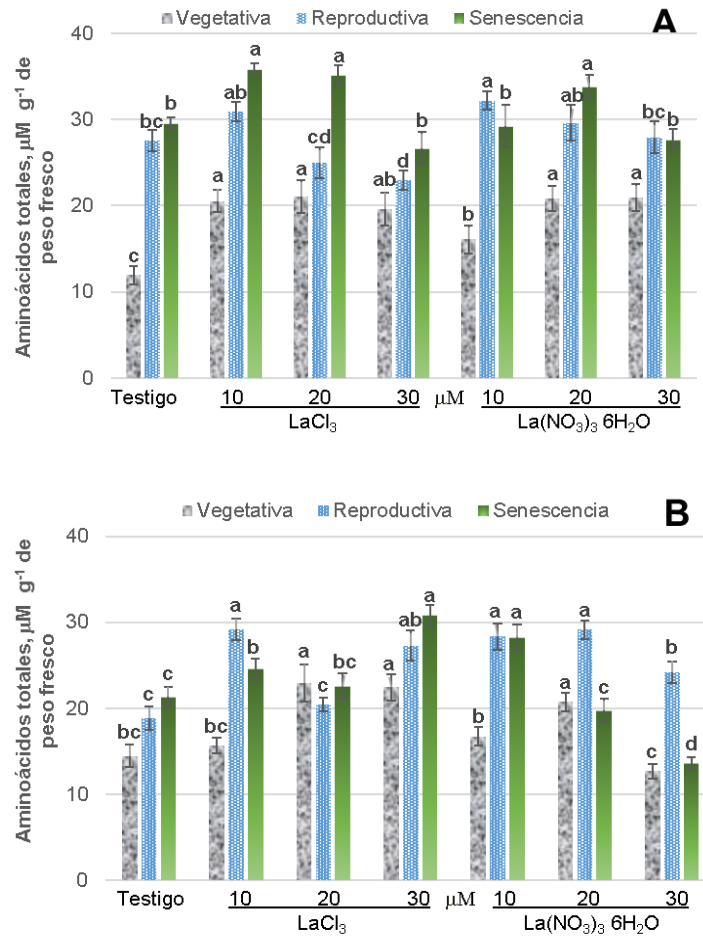 Vegetativa Reproductiva Senescencia
A
Aminoácidos totales, µM g-1 de
peso fresco
40
30
20
10
0
c bc b
a ab a
a cd a
ab d b
b a b
a ab a
a bc b
Testigo 10 20 30 µM 10 20 30
LaCl3 La(NO3)3 6H2O
Vegetativa Reproductiva Senescencia
B
Aminoácidos totales, µM g-1 de
peso fresco
40
30
20
10
0
bc c c
bc a b
a c bc
a ab a
b a a
a a c
c b d
Testigo 10 20 30 µM 10 20 30
LaCl3 La(NO3)3 6H2O